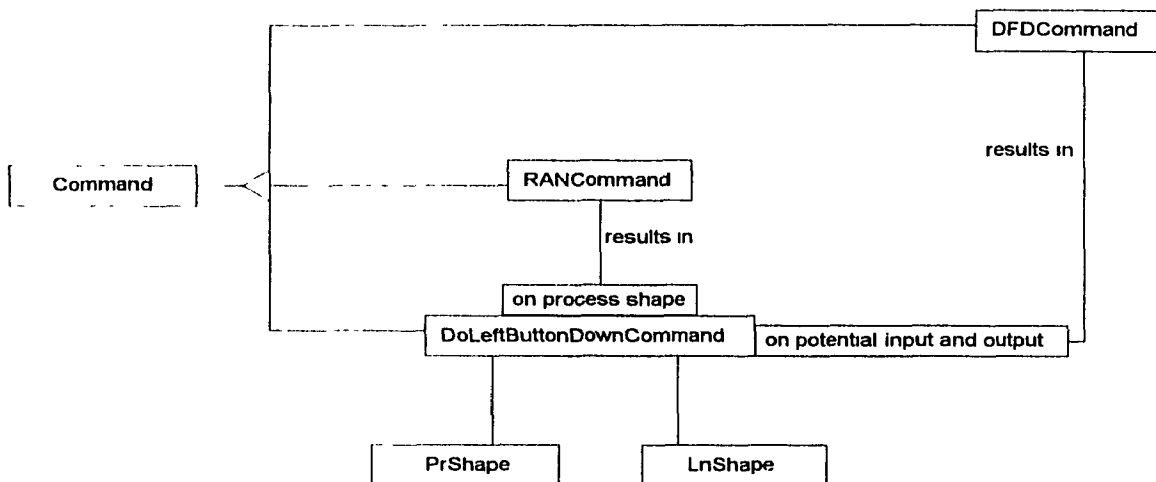 DFDCommand
results in
Command
RANCommand
results in
on process shape
DoLeftButtonDownCommand
on potential input and output
PrShape
LnShape